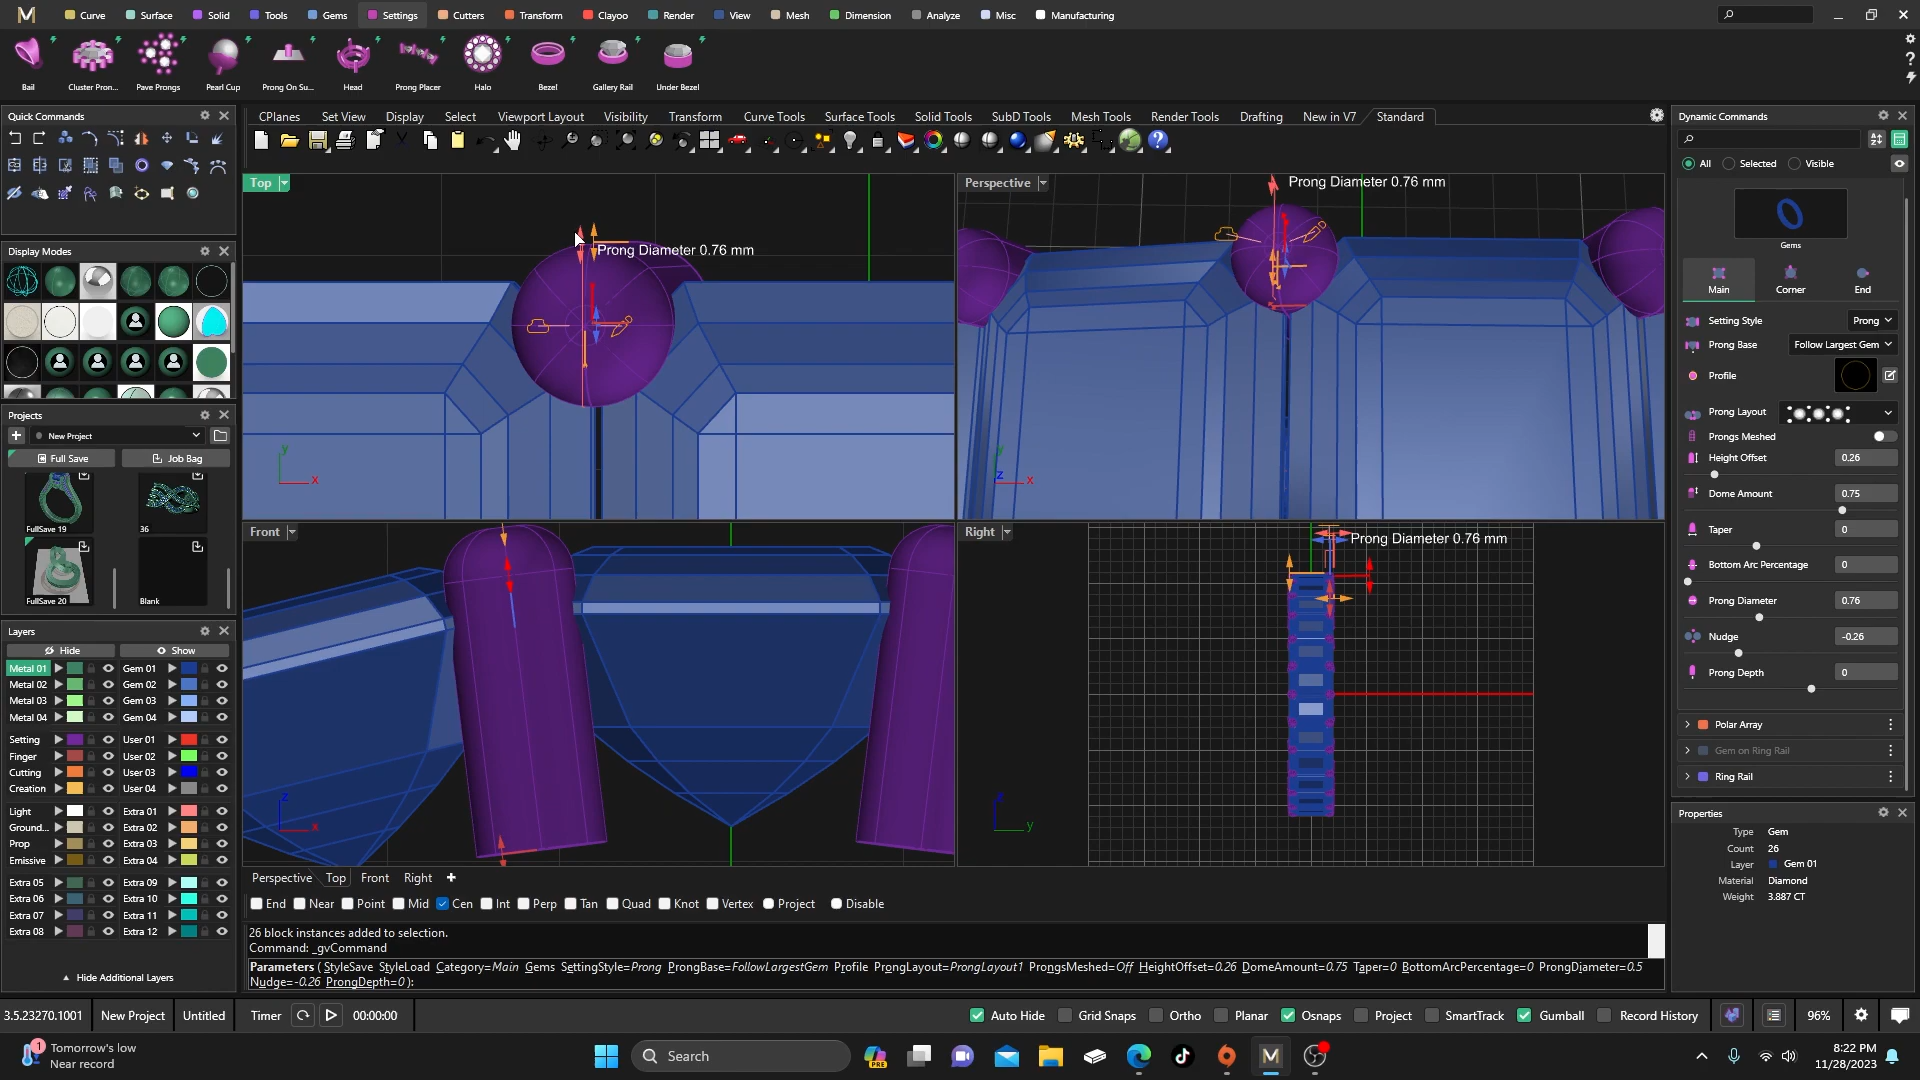 Curve Surface Solid Tools Gems Settings Cutters Transform Clayoo Render View Mesh Dimension Analyze Misc Manufacturing
Bail Cluster Pron... Pave Prongs Pearl Cup Prong On Su... Head Prong Placer Halo Bezel Gallery Rail Under Bezel
Quick Commands
CPlanes Set View Display Select Viewport Layout Visibility Transform Curve Tools Surface Tools Solid Tools SubD Tools Mesh Tools Render Tools Drafting New in V7 Standard
Dynamic Commands
All Selected Visible
Gems
Main Corner End
Setting Style Prong
Prong Base Follow Largest Gem
Profile
Prong Layout
Prongs Meshed
Height Offset 0.26
Dome Amount 0.75
Taper 0
Bottom Arc Percentage 0
Prong Diameter 0.76
Nudge -0.26
Prong Depth 0
Polar Array
Gem on Ring Rail
Ring Rail
Properties
Type Gem
Count 26
Layer Gem 01
Material Diamond
Weight 3.887 CT
Display Modes
Projects
New Project
Full Save Job Bag
FullSave 19 36
FullSave 20 Blank
Layers
Hide Show
Metal 01 Gem 01
Metal 02 Gem 02
Metal 03 Gem 03
Metal 04 Gem 04
Setting User 01
Finger User 02
Cutting User 03
Creation User 04
Light Extra 01
Ground... Extra 02
Prop Extra 03
Emissive Extra 04
Extra 05 Extra 09
Extra 06 Extra 10
Extra 07 Extra 11
Extra 08 Extra 12
Hide Additional Layers
Top
Prong Diameter 0.76 mm
y
x
Perspective
Prong Diameter 0.76 mm
y
z x
Front
z
x
Right
Prong Diameter 0.76 mm
z
y
Perspective Top Front Right
End Near Point Mid Cen Int Perp Tan Quad Knot Vertex Project Disable
26 block instances added to selection.
Command: _gvCommand
Parameters ( StyleSave StyleLoad Category=Main Gems SettingStyle=Prong ProngBase=FollowLargestGem Profile ProngLayout=ProngLayout1 ProngsMeshed=Off HeightOffset=0.26 DomeAmount=0.75 Taper=0 BottomArcPercentage=0 ProngDiameter=0.5
Nudge=-0.26 ProngDepth=0 ):
3.5.23270.1001 New Project Untitled Timer 00:00:00 Auto Hide Grid Snaps Ortho Planar Osnaps Project SmartTrack Gumball Record History 96%
1
Tomorrow's low
Near record
Search
PRE
8:22 PM
11/28/2023